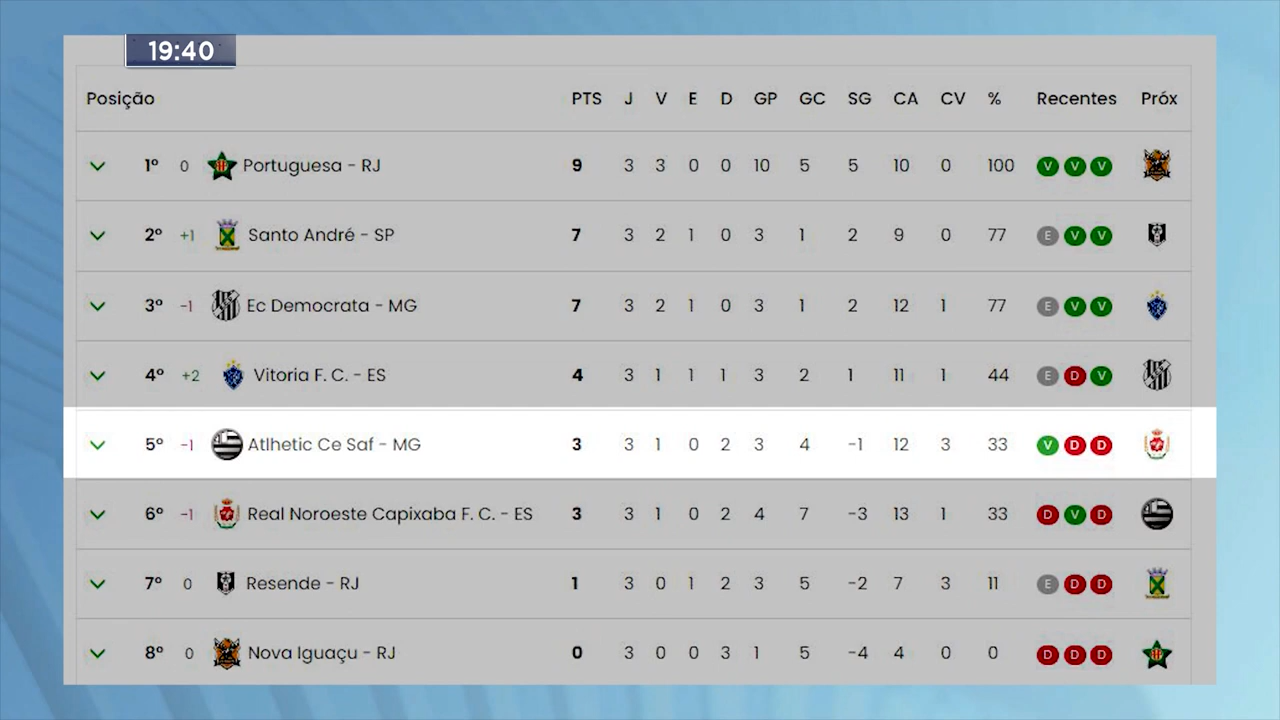 19:40
Posição PTS J V E D GP GC SG CA CV % Recentes Próx
1º 0 Portuguesa - RJ 9 3 3 0 0 10 5 5 10 0 100 V V V
2º +1 Santo André - SP 7 3 2 1 0 3 1 2 9 0 77 E V V
3º -1 Ec Democrata - MG 7 3 2 1 0 3 1 2 12 1 77 E V V
4º +2 Vitoria F. C. - ES 4 3 1 1 1 3 2 1 11 1 44 E D V
5º -1 Atlhetic Ce Saf - MG 3 3 1 0 2 3 4 -1 12 3 33 V D D
6º -1 Real Noroeste Capixaba F. C. - ES 3 3 1 0 2 4 7 -3 13 1 33 D V D
7º 0 Resende - RJ 1 3 0 1 2 3 5 -2 7 3 11 E D D
8º 0 Nova Iguaçu - RJ 0 3 0 0 3 1 5 -4 4 0 0 D D D